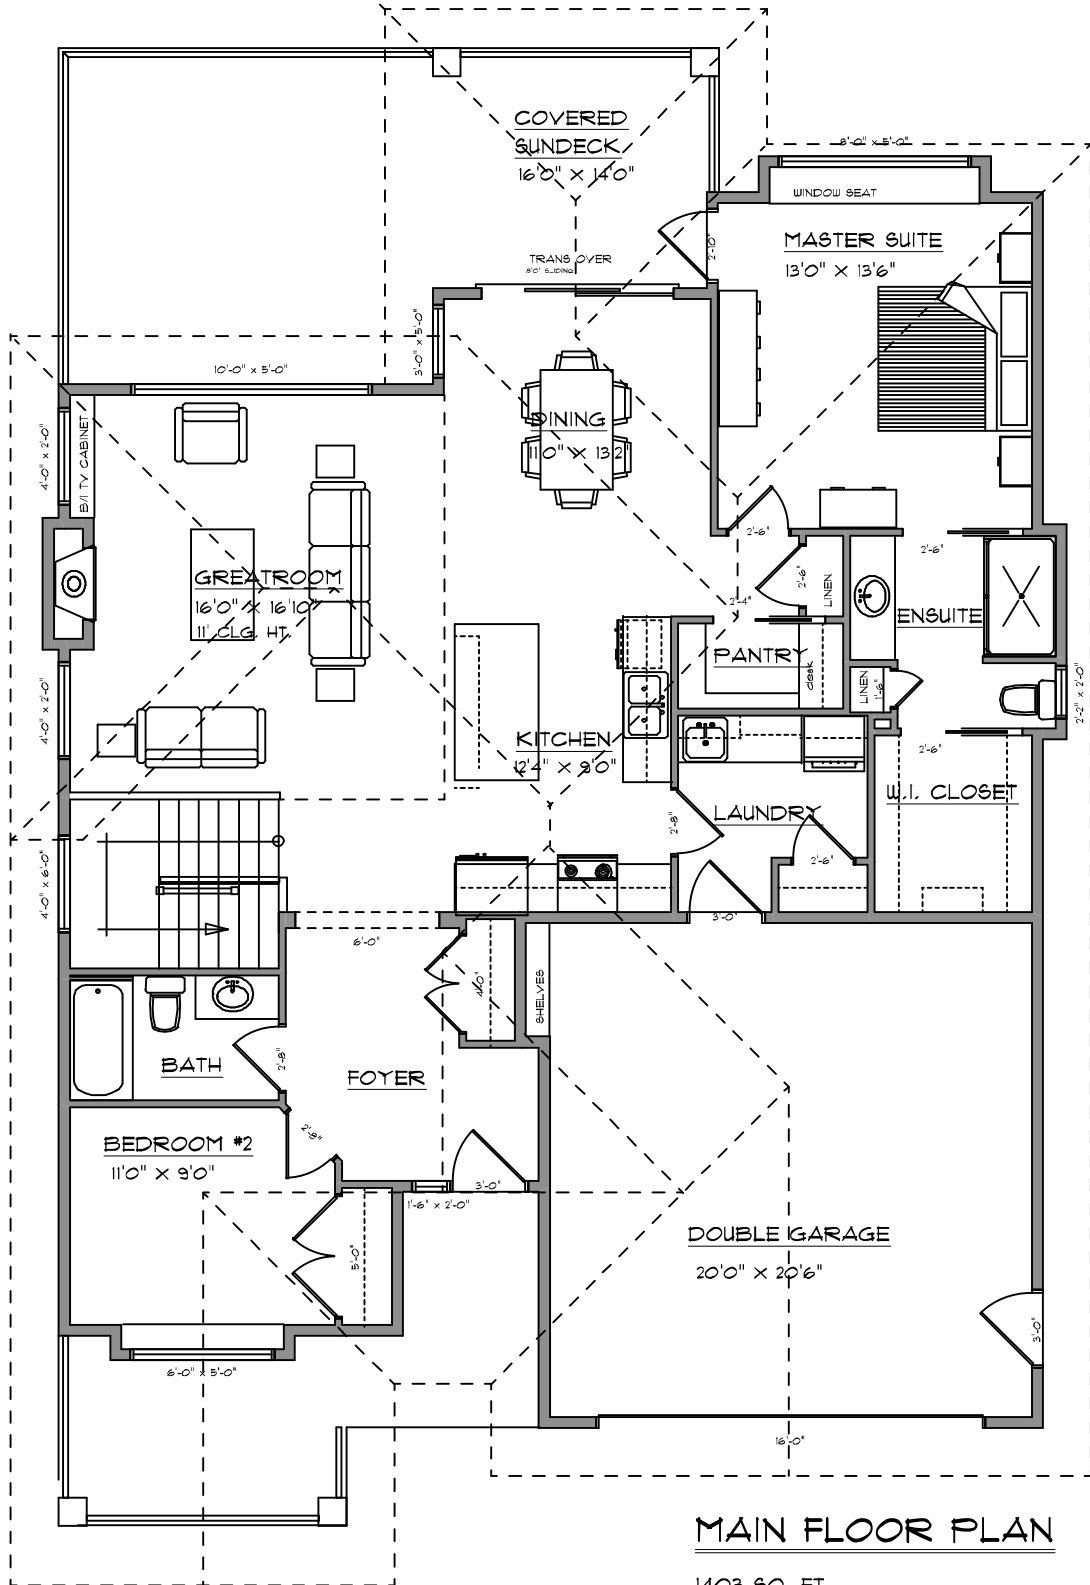 COVERED
SUNDECK
16'0" X 14'0"
8'-0" x 5'-0"
WINDOW SEAT
MASTER SUITE
13'0" X 13'6"
2'-10"
TRANS OVER
8'0" SLIDING
3'-0" x 5'-0"
10'-0" x 5'-0"
4'-0" x 2'-0"
B/I TV CABINET
DINING
11'0" X 13'2"
2'-6"
2'-6"
2'-6"
LINEN
2'-4"
GREATROOM
16'0" X 16'10"
11' CLG. HT.
ENSUITE
PANTRY
desk
LINEN
1'-6"
2'-2" x 2'-0"
4'-0" x 2'-0"
KITCHEN
12'4" X 9'0"
2'-6"
W.I. CLOSET
LAUNDRY
2'-8"
2'-6"
4'-0" x 6'-0"
3'-0"
6'-0"
4'-0"
SHELVES
BATH
2'-8"
FOYER
2'-8"
BEDROOM #2
11'0" X 9'0"
3'-0"
1'-6" x 2'-0"
5'-0"
DOUBLE GARAGE
20'0" X 20'6"
3'-0"
6'-0" x 5'-0"
16'-0"
MAIN FLOOR PLAN
1403 SQ. FT.